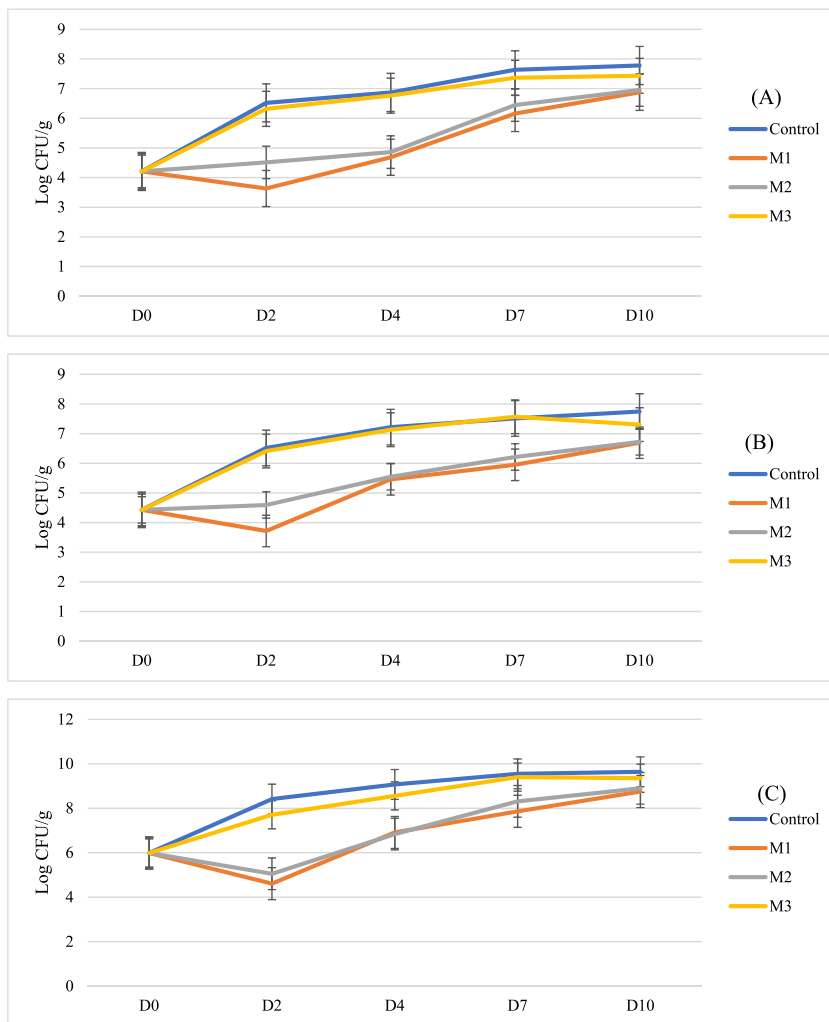 9
8
7
6
5
4
3
2
1
0
Log CFU/g
D0 D2 D4 D7 D10
(A)
Control
M1
M2
M3
9
8
7
6
5
4
3
2
1
0
Log CFU/g
D0 D2 D4 D7 D10
(B)
Control
M1
M2
M3
12
10
8
6
4
2
0
Log CFU/g
D0 D2 D4 D7 D10
(C)
Control
M1
M2
M3